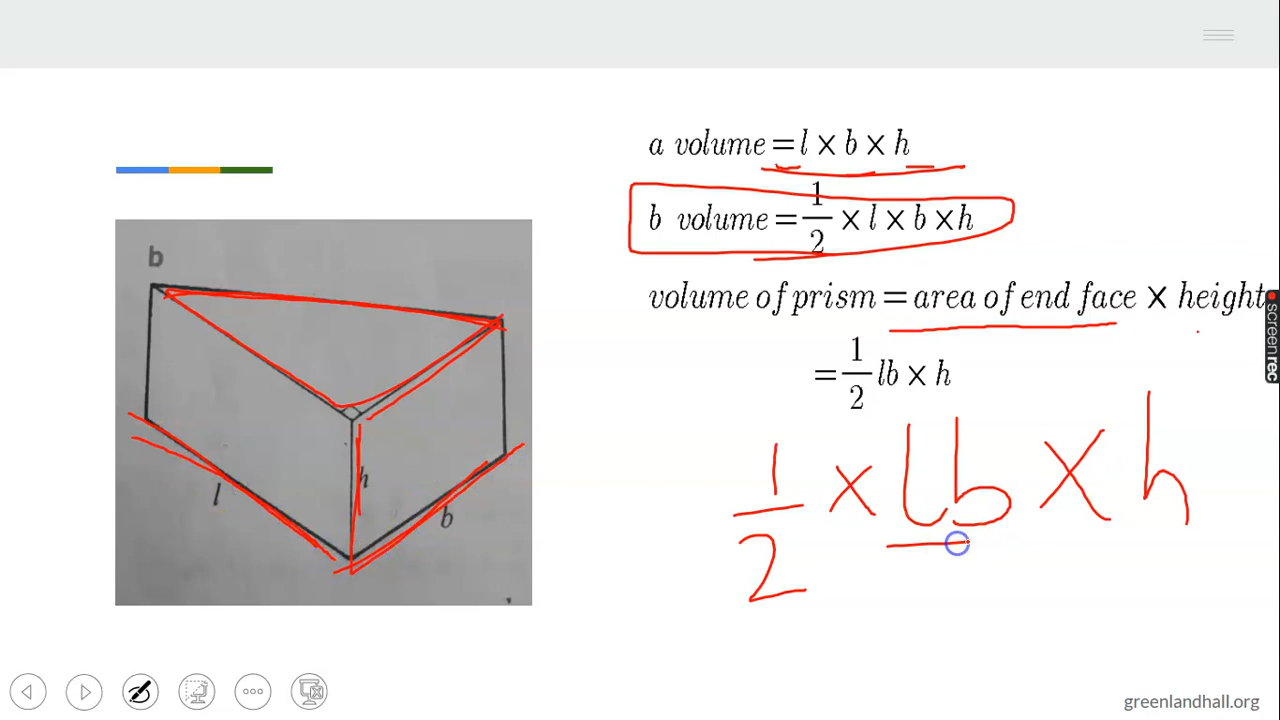 a volume = l × b × h
b volume = 1/2 × l × b × h
volume of prism = area of end face × height
= 1/2 lb × h
1/2 × lb × h
b
h
l
b
screenrec
greenlandhall.org